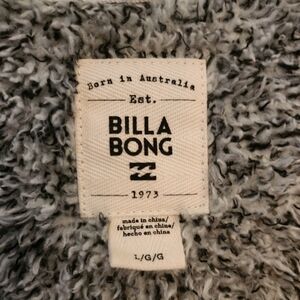 Born in Australia
Est.
BILLA
BONG
1973
made in china/
fabriqué en chine/
hecho en china
L/G/G